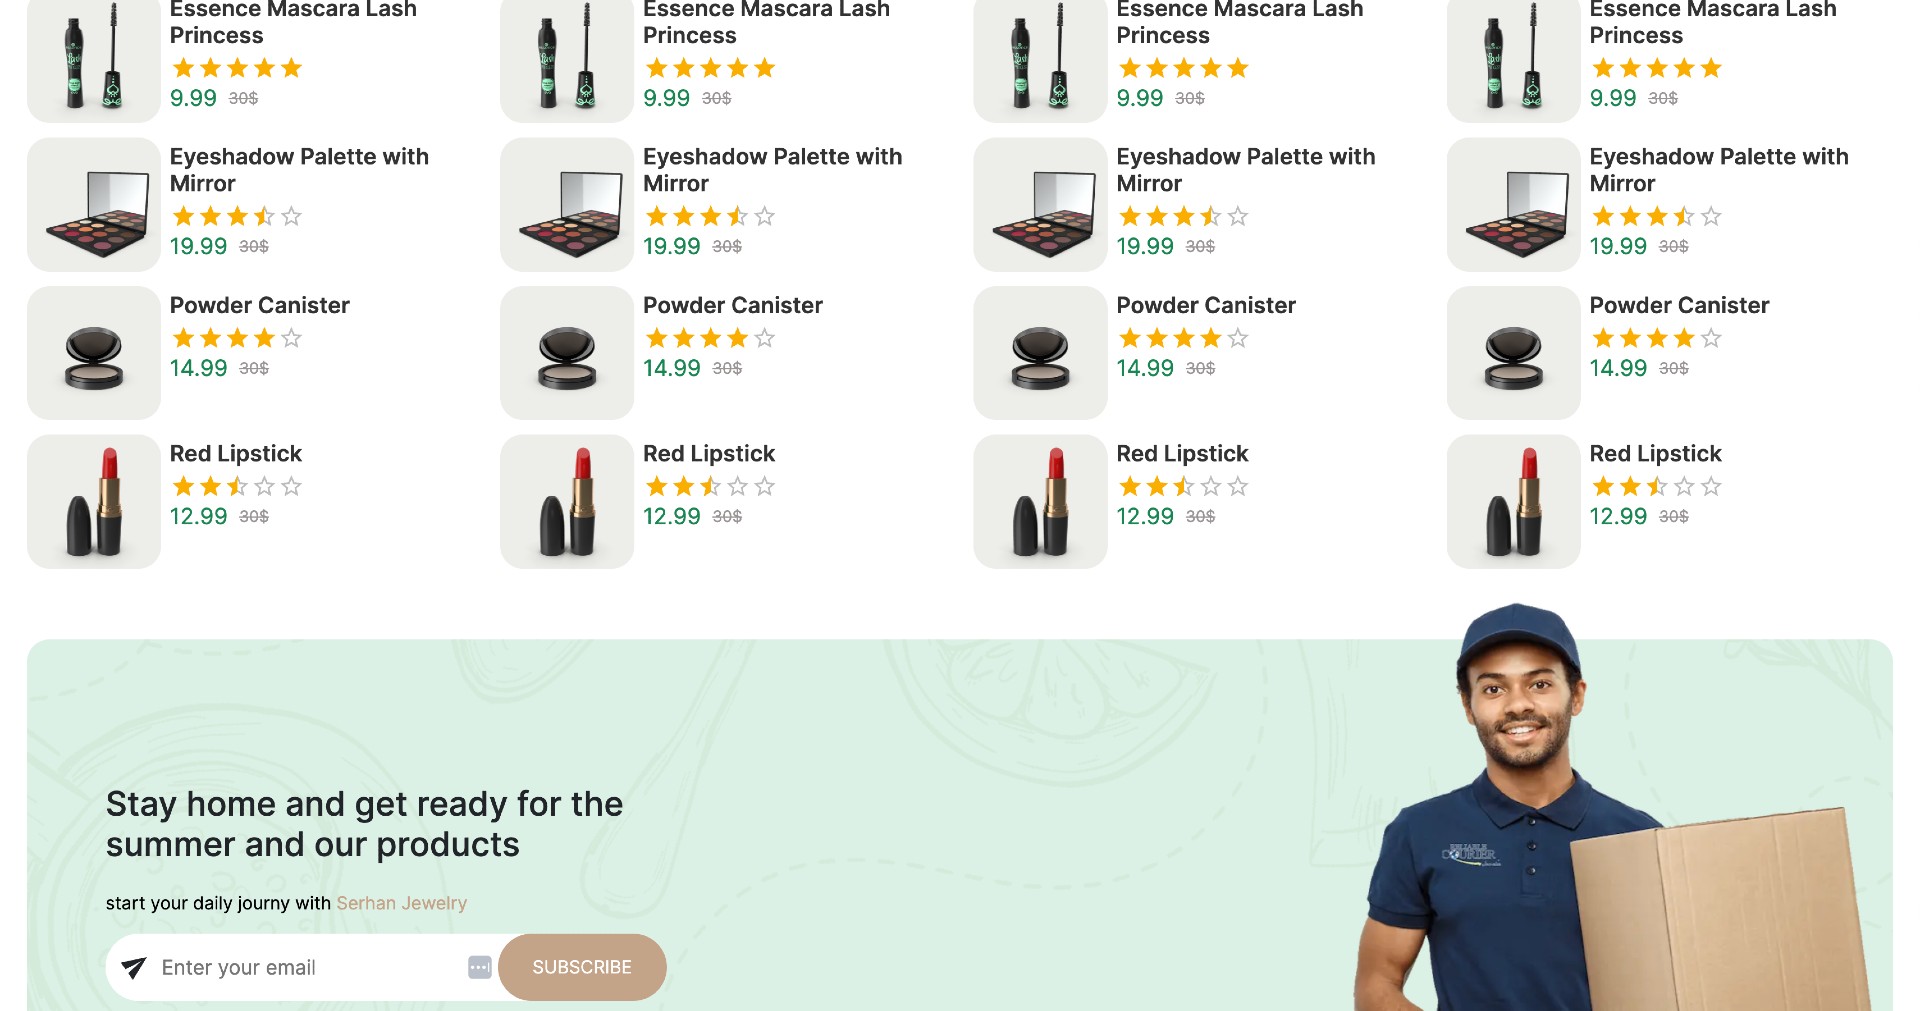 Essence Mascara Lash
Princess
9.99 30$
Essence Mascara Lash
Princess
9.99 30$
Essence Mascara Lash
Princess
9.99 30$
Essence Mascara Lash
Princess
9.99 30$
Eyeshadow Palette with
Mirror
19.99 30$
Eyeshadow Palette with
Mirror
19.99 30$
Eyeshadow Palette with
Mirror
19.99 30$
Eyeshadow Palette with
Mirror
19.99 30$
Powder Canister
14.99 30$
Powder Canister
14.99 30$
Powder Canister
14.99 30$
Powder Canister
14.99 30$
Red Lipstick
12.99 30$
Red Lipstick
12.99 30$
Red Lipstick
12.99 30$
Red Lipstick
12.99 30$
Stay home and get ready for the
summer and our products
start your daily journy with Serhan Jewelry
Enter your email
SUBSCRIBE
RELIABLE
COURIER